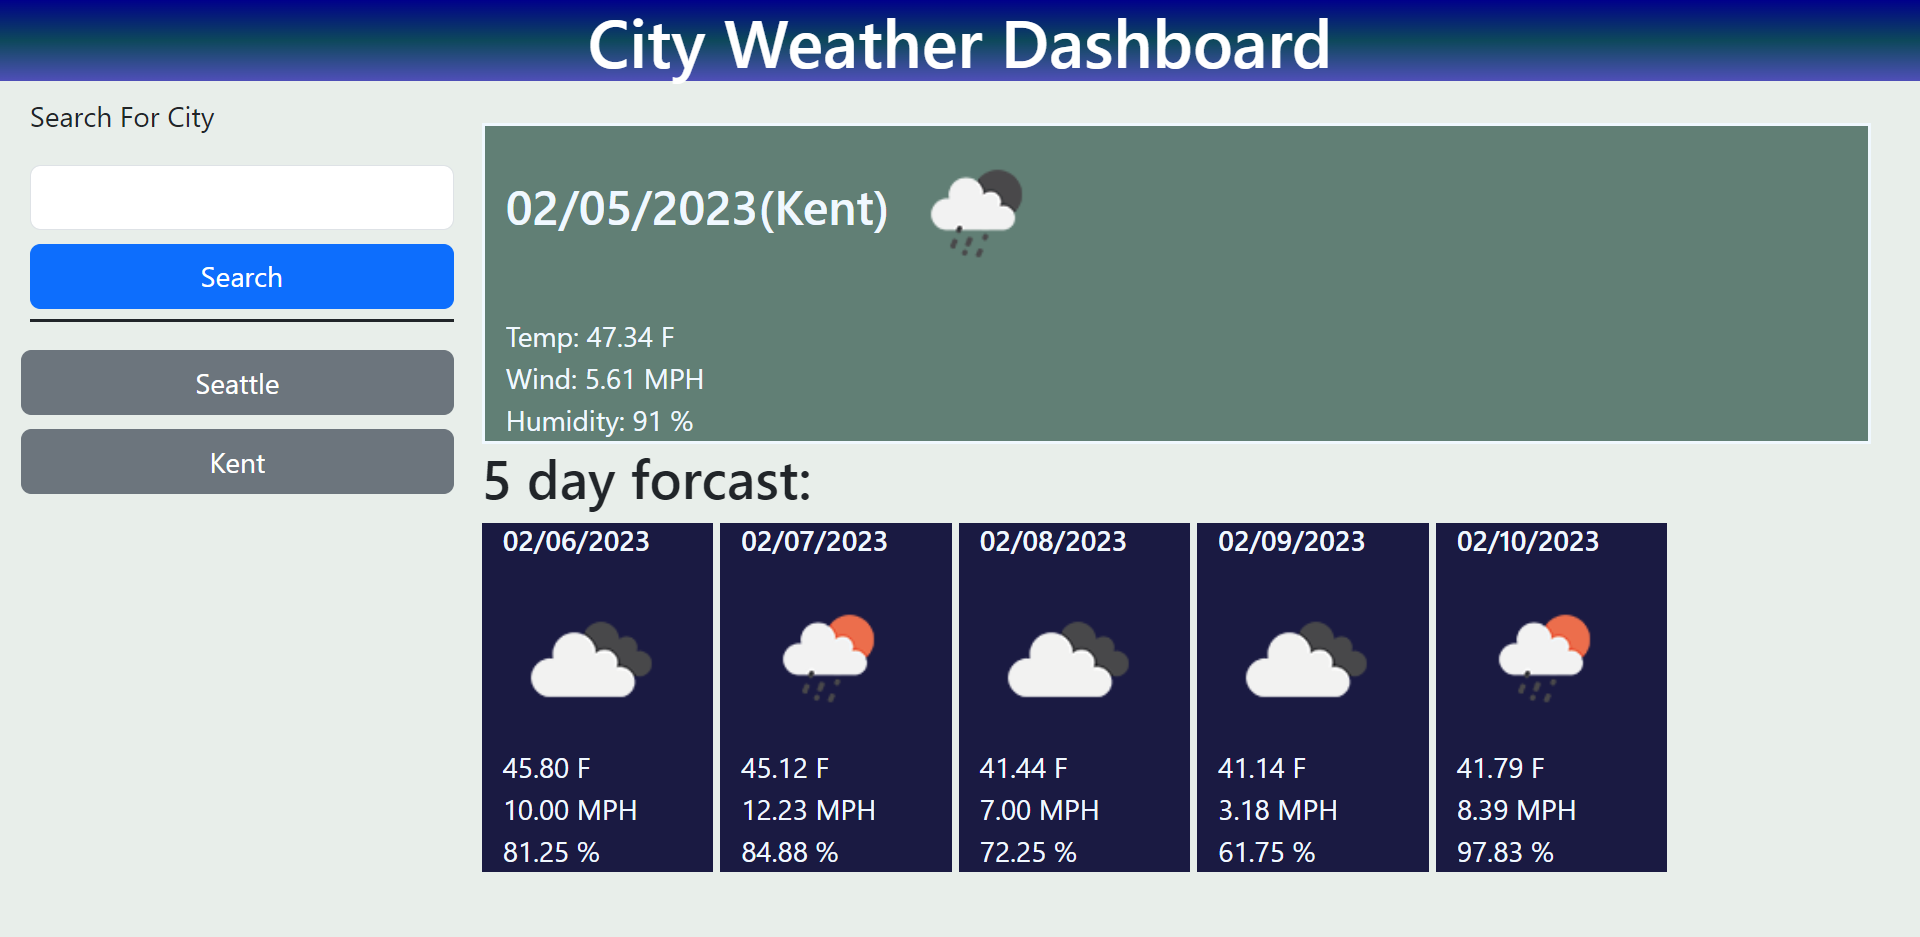 City Weather Dashboard
Search For City
Search
Seattle
Kent
02/05/2023(Kent)
Temp: 47.34 F
Wind: 5.61 MPH
Humidity: 91 %
5 day forcast:
02/06/2023
45.80 F
10.00 MPH
81.25 %
02/07/2023
45.12 F
12.23 MPH
84.88 %
02/08/2023
41.44 F
7.00 MPH
72.25 %
02/09/2023
41.14 F
3.18 MPH
61.75 %
02/10/2023
41.79 F
8.39 MPH
97.83 %